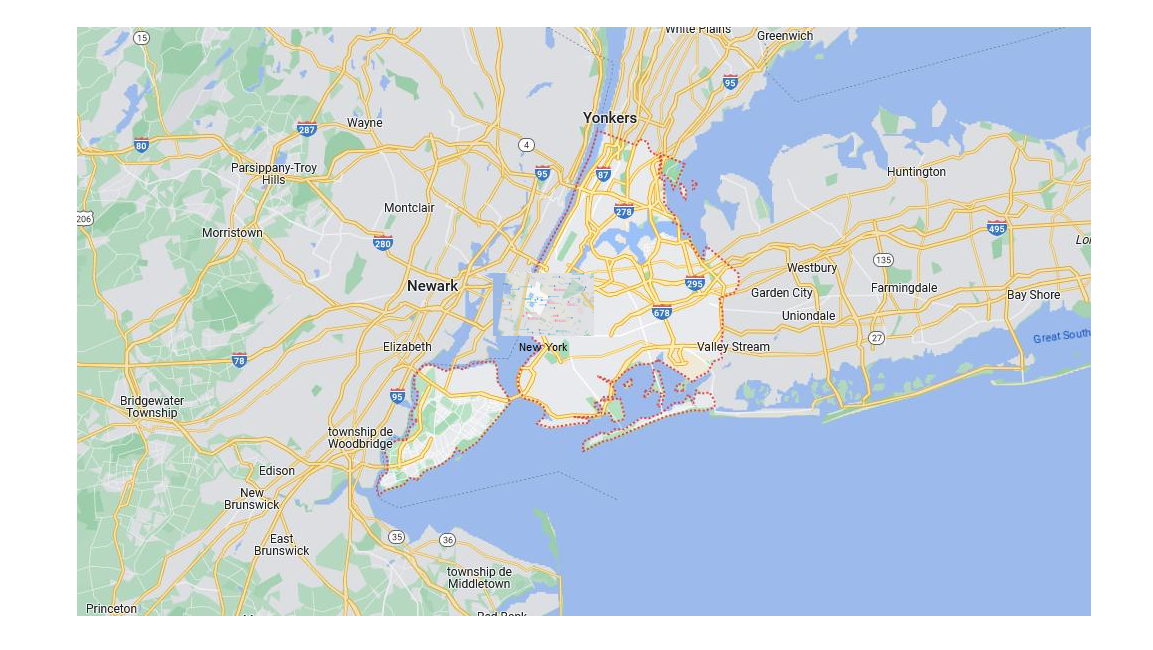 White Plains
Greenwich
15
95
Yonkers
Wayne
287
80
4
95
87
Parsippany-Troy
Hills
Huntington
206
Montclair
278
Morristown
280
495
135
Westbury
Newark
295
Garden City
Farmingdale
Bay Shore
678
Uniondale
Great South
27
New York
Valley Stream
Elizabeth
78
95
Bridgewater
Township
township de
Woodbridge
Edison
New
Brunswick
35
36
East
Brunswick
township de
Middletown
Princeton